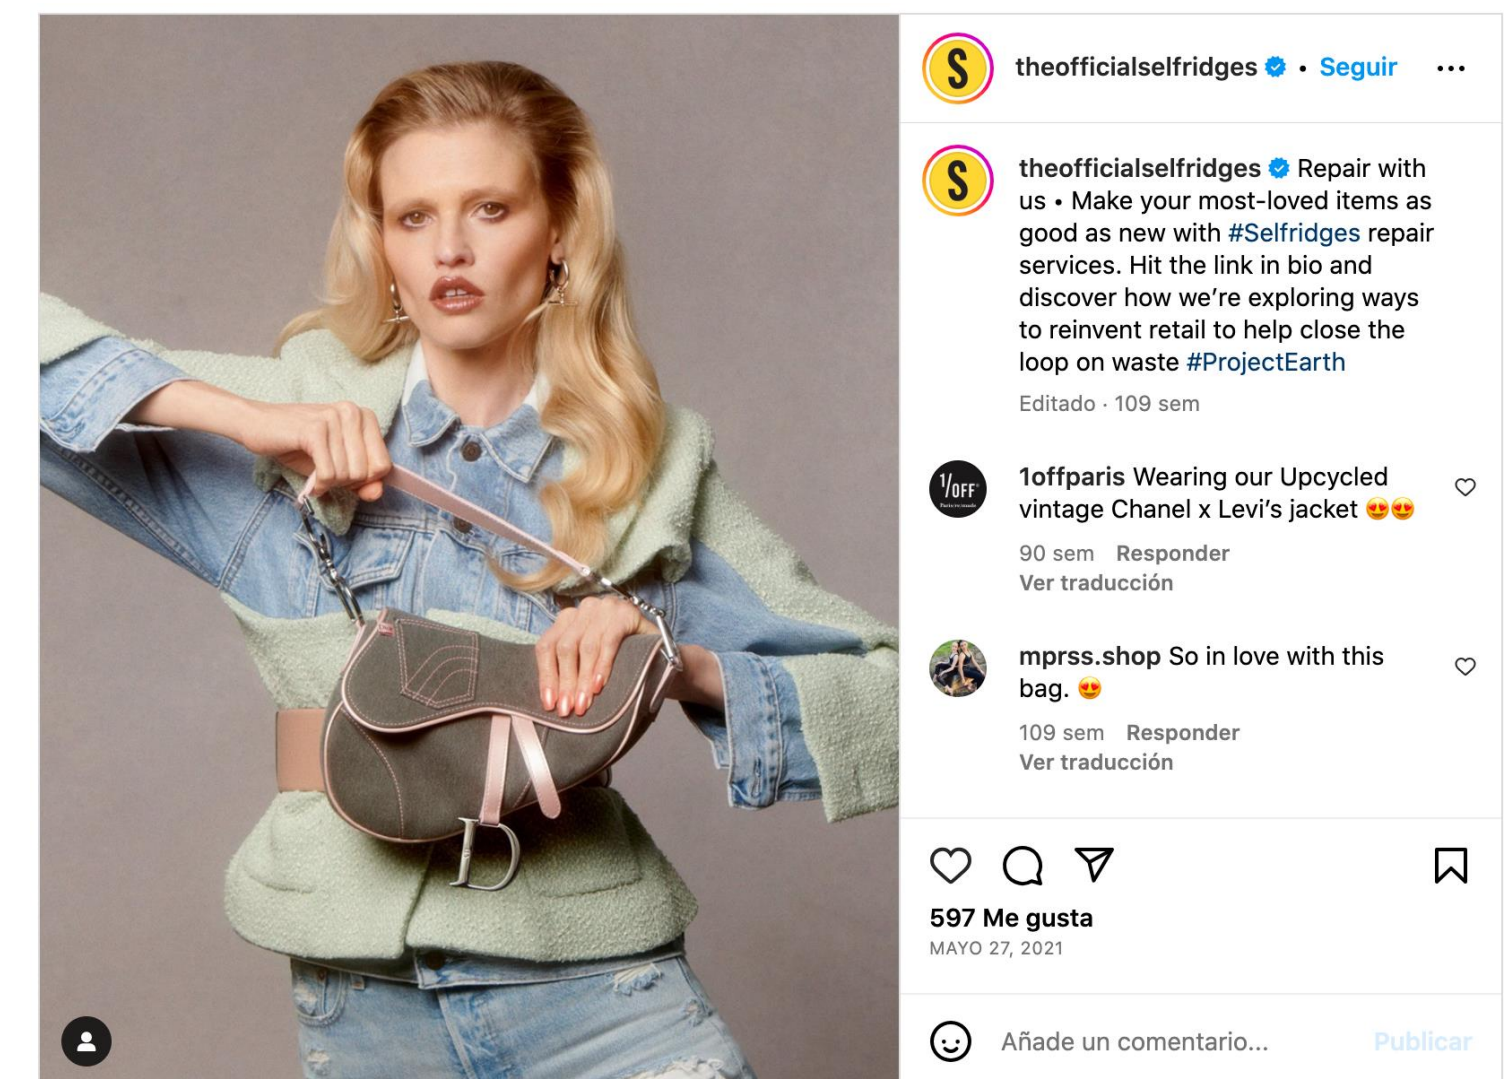 S theofficialselfridges • Seguir ...
S theofficialselfridges Repair with
us • Make your most-loved items as
good as new with #Selfridges repair
services. Hit the link in bio and
discover how we’re exploring ways
to reinvent retail to help close the
loop on waste #ProjectEarth
Editado · 109 sem
1/OFF 1offparis Wearing our Upcycled
vintage Chanel x Levi’s jacket 😍😍
90 sem Responder
Ver traducción
mprss.shop So in love with this
bag. 😍
109 sem Responder
Ver traducción
597 Me gusta
MAYO 27, 2021
Añade un comentario... Publicar
D